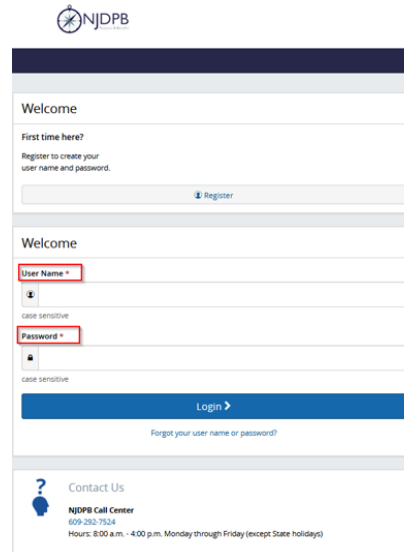 NJDPB
Welcome
First time here?
Register to create your
user name and password.
Register
Welcome
User Name *
case sensitive
Password *
case sensitive
Login
Forgot your user name or password?
Contact Us
NJDPB Call Center
609-292-7524
Hours: 8:00 a.m. - 4:00 p.m. Monday through Friday (except State holidays)